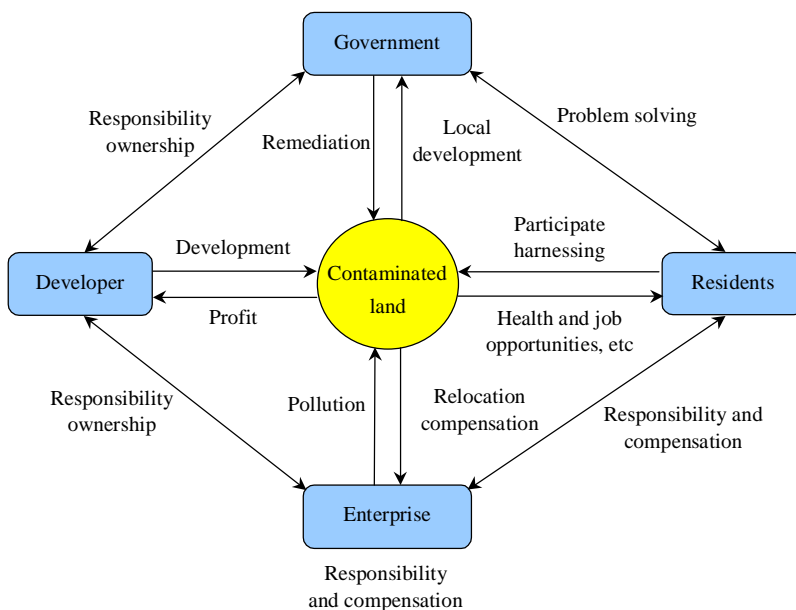 Government
Responsibility
ownership
Remediation
Local
development
Problem solving
Development
Participate
harnessing
Developer
Contaminated
land
Residents
Profit
Health and job
opportunities, etc
Responsibility
ownership
Pollution
Relocation
compensation
Responsibility and
compensation
Enterprise
Responsibility
and compensation